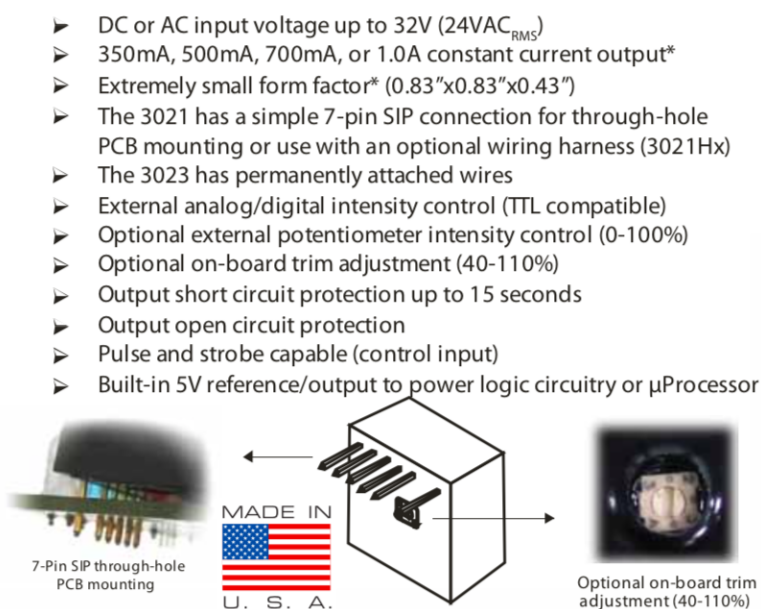 DC or AC input voltage up to 32V (24VAC RMS)
350mA, 500mA, 700mA, or 1.0A constant current output*
Extremely small form factor* (0.83”x0.83”x0.43”)
The 3021 has a simple 7-pin SIP connection for through-hole
PCB mounting or use with an optional wiring harness (3021Hx)
The 3023 has permanently attached wires
External analog/digital intensity control (TTL compatible)
Optional external potentiometer intensity control (0-100%)
Optional on-board trim adjustment (40-110%)
Output short circuit protection up to 15 seconds
Output open circuit protection
Pulse and strobe capable (control input)
Built-in 5V reference/output to power logic circuitry or µProcessor
7-Pin SIP through-hole
PCB mounting
MADE IN
U. S. A.
Optional on-board trim
adjustment (40-110%)